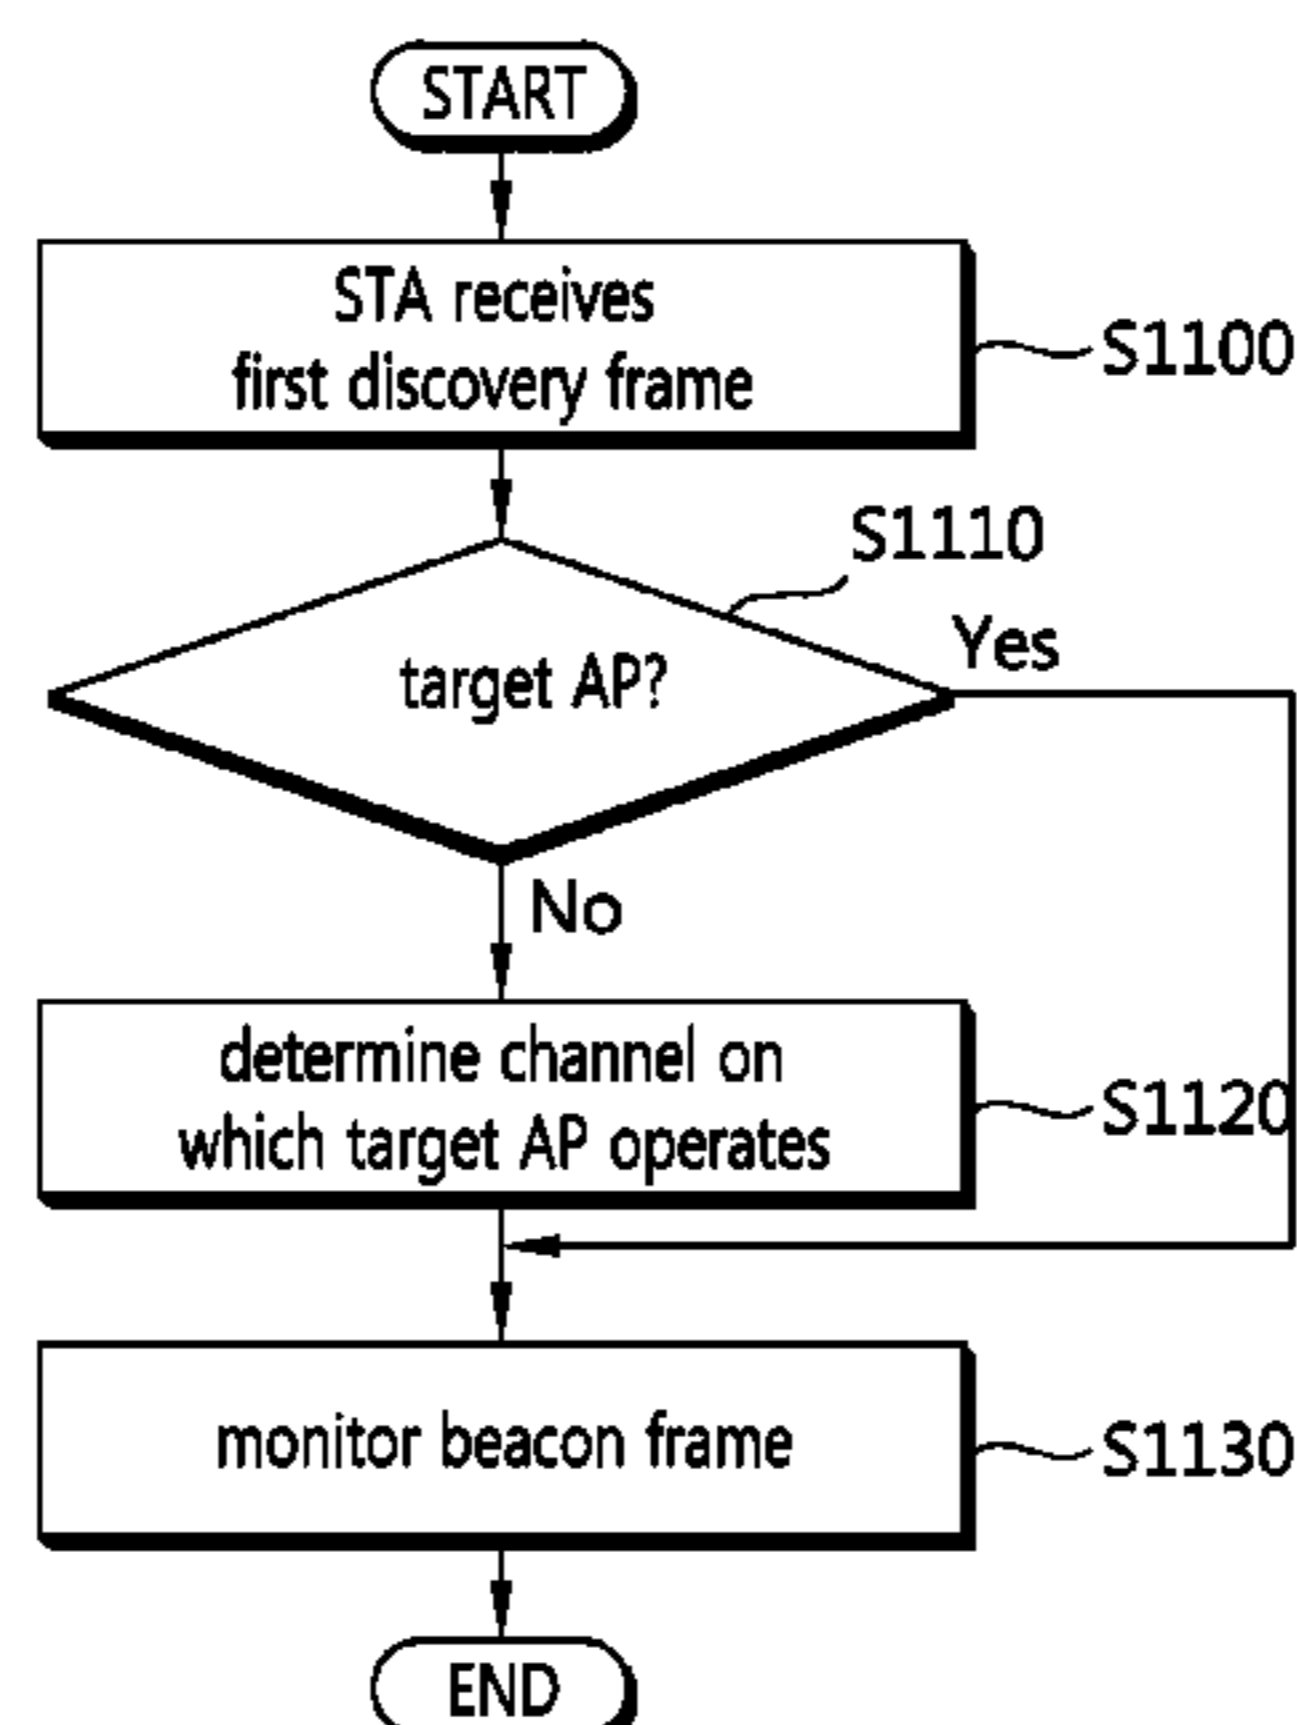 START
STA receives
first discovery frame
S1100
S1110
target AP?
Yes
No
determine channel on
which target AP operates
S1120
monitor beacon frame
S1130
END